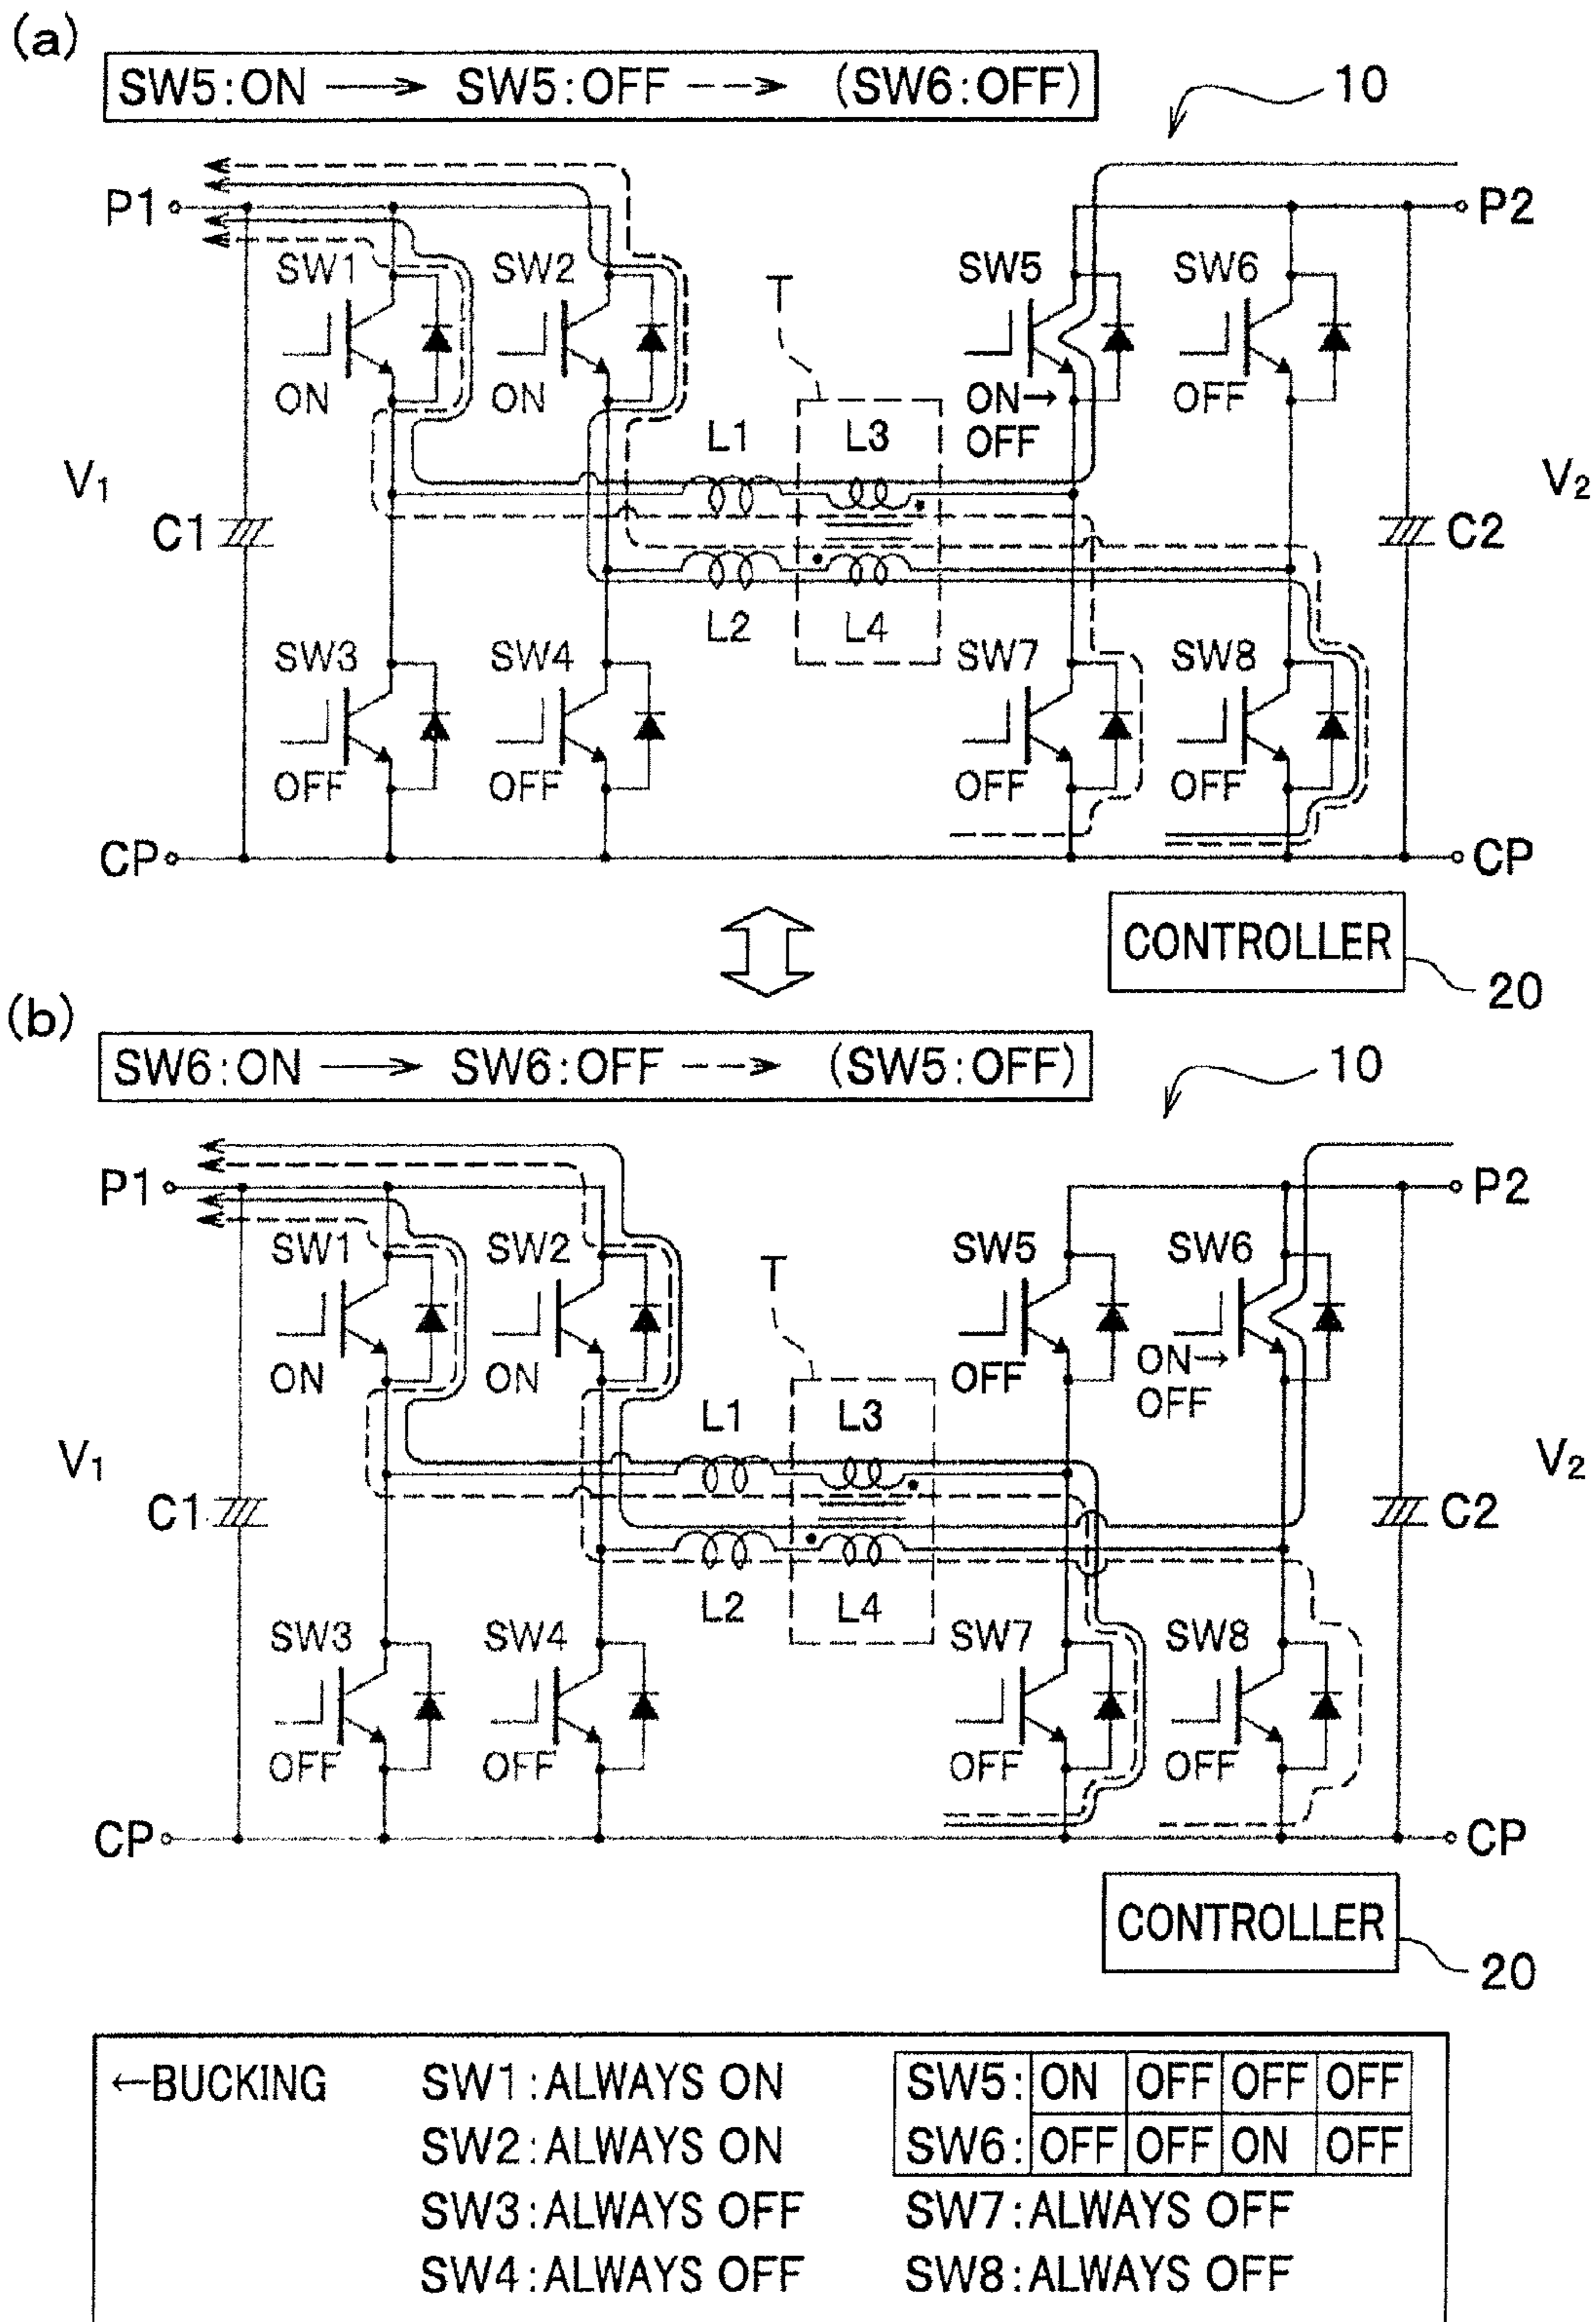 (a)
SW5:ON → SW5:OFF --→ (SW6:OFF)
10
P1
P2
SW1
SW2
SW5
SW6
T
ON
ON
ON→
OFF
OFF
L1
L3
V1
V2
C1
C2
L2
L4
SW3
SW4
SW7
SW8
OFF
OFF
OFF
OFF
CP
CP
CONTROLLER
20
(b)
SW6:ON → SW6:OFF --→ (SW5:OFF)
10
P1
P2
SW1
SW2
SW5
SW6
T
ON
ON
OFF
ON→
OFF
L1
L3
V1
V2
C1
C2
L2
L4
SW3
SW4
SW7
SW8
OFF
OFF
OFF
OFF
CP
CP
CONTROLLER
20
←BUCKING SW1:ALWAYS ON SW5: ON OFF OFF OFF
SW2:ALWAYS ON SW6: OFF OFF ON OFF
SW3:ALWAYS OFF SW7:ALWAYS OFF
SW4:ALWAYS OFF SW8:ALWAYS OFF